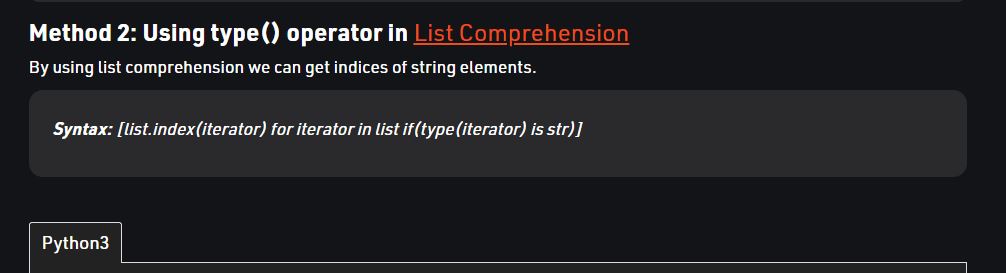 Method 2: Using type() operator in List Comprehension
By using list comprehension we can get indices of string elements.
Syntax: [list.index(iterator) for iterator in list if(type(iterator) is str)]
Python3